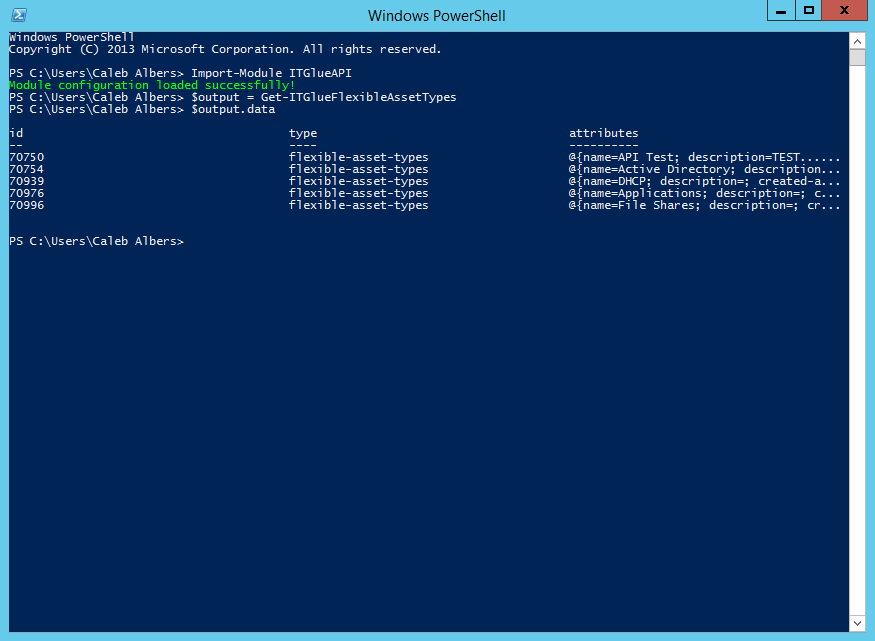 Windows PowerShell
Windows PowerShell
Copyright (C) 2013 Microsoft Corporation. All rights reserved.
PS C:\Users\Caleb Albers> Import-Module ITGlueAPI
Module configuration loaded successfully!
PS C:\Users\Caleb Albers> $output = Get-ITGlueFlexibleAssetTypes
PS C:\Users\Caleb Albers> $output.data
id type attributes
-- ---- ----------
70750 flexible-asset-types @{name=API Test; description=TEST......
70754 flexible-asset-types @{name=Active Directory; description...
70939 flexible-asset-types @{name=DHCP; description=; created-a...
70976 flexible-asset-types @{name=Applications; description=; c...
70996 flexible-asset-types @{name=File Shares; description=; cr...
PS C:\Users\Caleb Albers>